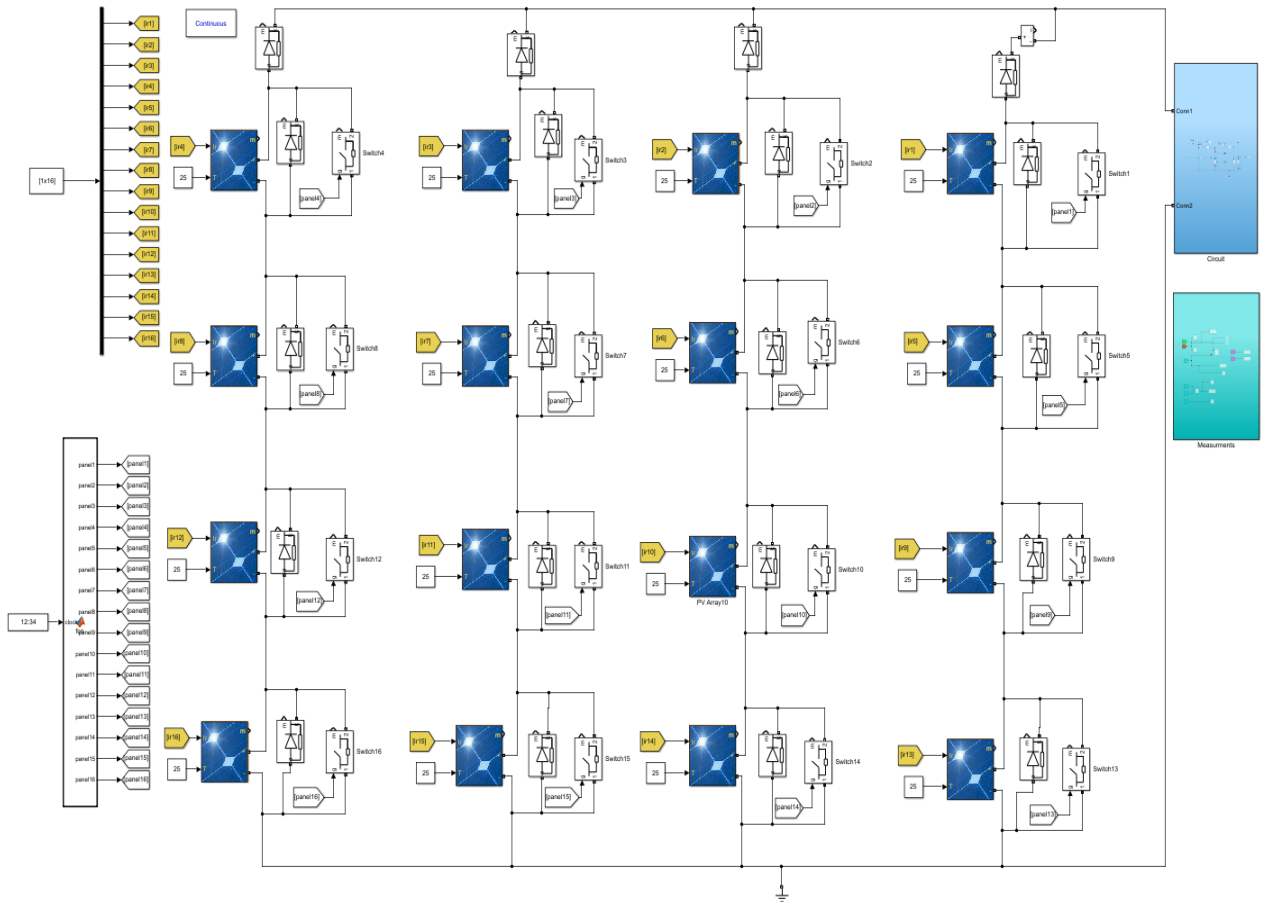 [ir1]
[ir2]
[ir3]
[ir4]
[ir5]
[ir6]
[ir7]
[ir8]
[ir9]
[ir10]
[ir11]
[ir12]
[ir13]
[ir14]
[ir15]
[ir16]
[1x16]
Continuous
[ir4]
25
[panel4]
Switch4
[ir3]
25
[panel3]
Switch3
[ir2]
25
[panel2]
Switch2
[ir1]
25
[panel1]
Switch1
Conn1
Conn2
Circuit
[ir8]
25
[panel8]
Switch8
[ir7]
25
[panel7]
Switch7
[ir6]
25
[panel6]
Switch6
[ir5]
25
[panel5]
Switch5
Measurments
12:34
clock
panel1
panel2
panel3
panel4
panel5
panel6
panel7
panel8
panel9
panel10
panel11
panel12
panel13
panel14
panel15
panel16
[panel1]
[panel2]
[panel3]
[panel4]
[panel5]
[panel6]
[panel7]
[panel8]
[panel9]
[panel10]
[panel11]
[panel12]
[panel13]
[panel14]
[panel15]
[panel16]
[ir12]
25
[panel12]
Switch12
[ir11]
25
[panel11]
Switch11
[ir10]
25
PV Array10
[panel10]
Switch10
[ir9]
25
[panel9]
Switch9
[ir16]
25
[panel16]
Switch16
[ir15]
25
[panel15]
Switch15
[ir14]
25
[panel14]
Switch14
[ir13]
25
[panel13]
Switch13